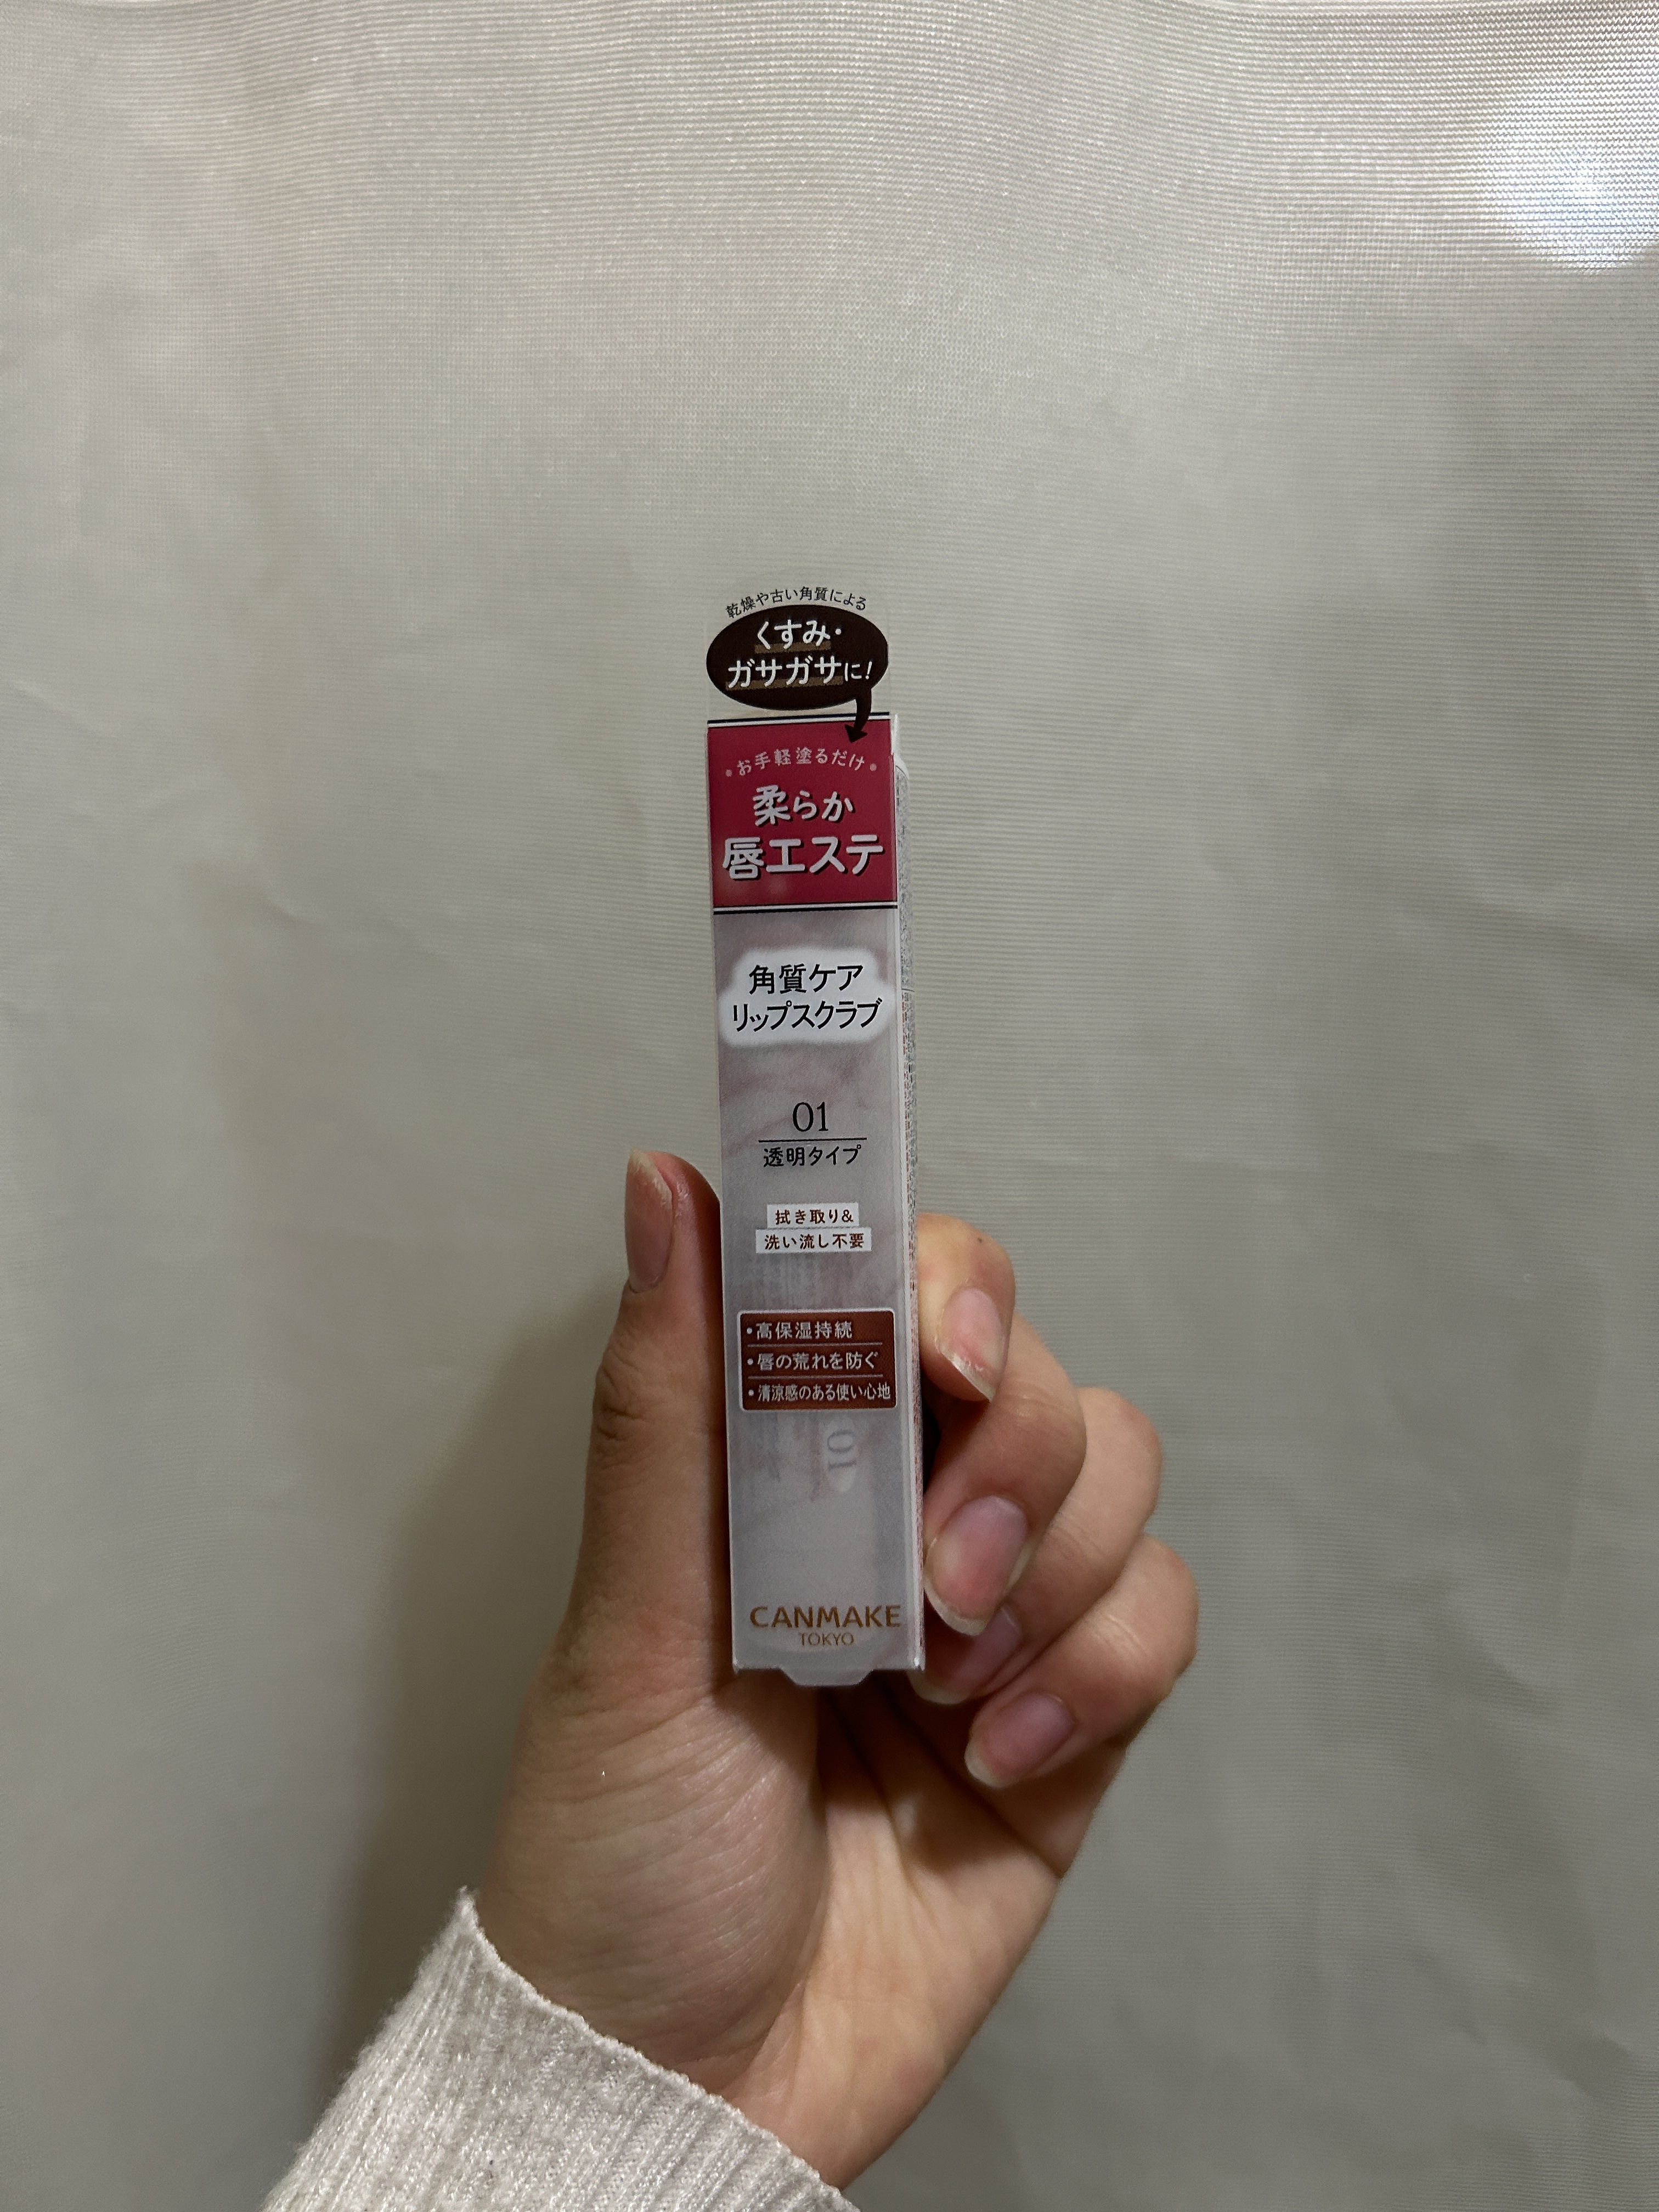 乾燥や古い角質による
くすみ・
ガサガサに!
・お手軽塗るだけ・
柔らか
唇エステ
角質ケア
リップスクラブ
01
透明タイプ
拭き取り&
洗い流し不要
・高保湿持続
・唇の荒れを防ぐ
・清涼感のある使い心地
01
CANMAKE
TOKYO